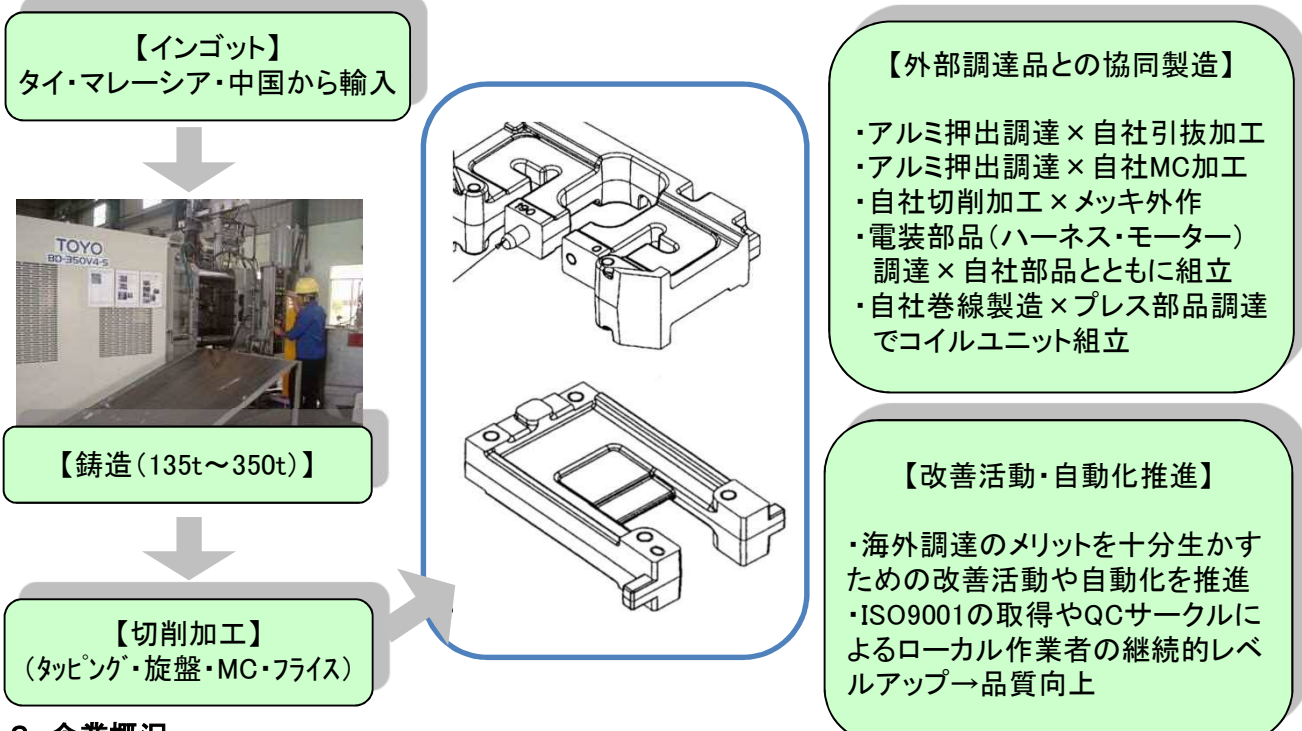 【インゴット】
タイ・マレーシア・中国から輸入
TOYO
BD-350V4-S
【鋳造(135t～350t)】
【切削加工】
(ﾀｯﾋﾟﾝｸﾞ・旋盤・MC・フライス)
【外部調達品との協同製造】
・アルミ押出調達×自社引抜加工
・アルミ押出調達×自社MC加工
・自社切削加工×メッキ外作
・電装部品(ハーネス・モーター)
調達×自社部品とともに組立
・自社巻線製造×プレス部品調達
でコイルユニット組立
【改善活動・自動化推進】
・海外調達のメリットを十分生かす
ための改善活動や自動化を推進
・ISO9001の取得やQCサークルに
よるローカル作業者の継続的レベ
ルアップ→品質向上